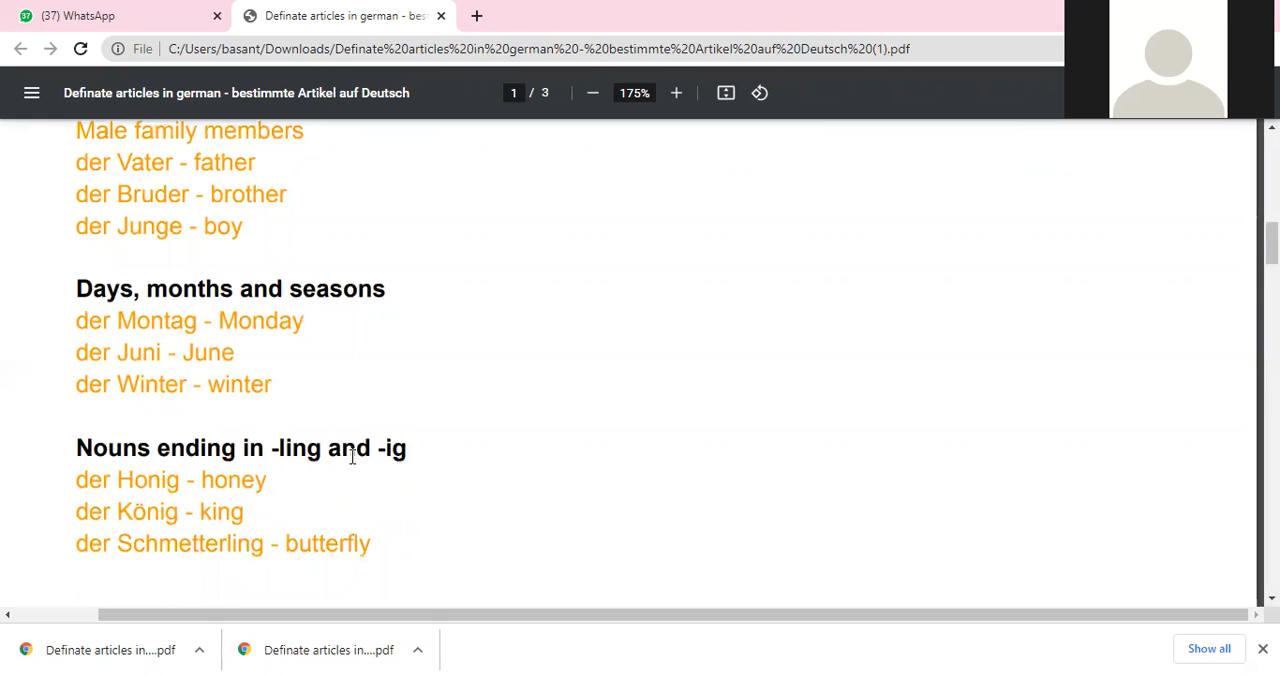 (37) WhatsApp
Definate articles in german - bes
File C:/Users/basant/Downloads/Definate%20articles%20in%20german%20-%20bestimmte%20Artikel%20auf%20Deutsch%20(1).pdf
Definate articles in german - bestimmte Artikel auf Deutsch 1 / 3 175%
Male family members
der Vater - father
der Bruder - brother
der Junge - boy
Days, months and seasons
der Montag - Monday
der Juni - June
der Winter - winter
Nouns ending in -ling and -ig
der Honig - honey
der König - king
der Schmetterling - butterfly
Definate articles in....pdf Definate articles in....pdf Show all